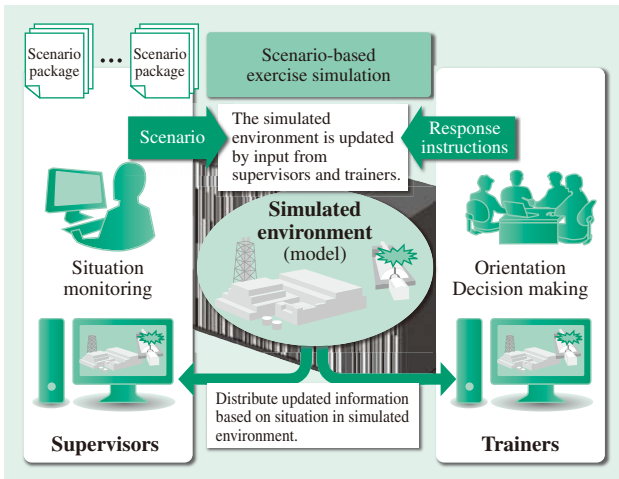 Scenario
package
...
Scenario
package
Scenario-based
exercise simulation
Scenario
The simulated
environment is updated
by input from
supervisors and trainers.
Response
instructions
Simulated
environment
(model)
Situation
monitoring
Orientation
Decision making
Distribute updated information
based on situation in simulated
environment.
Supervisors
Trainers